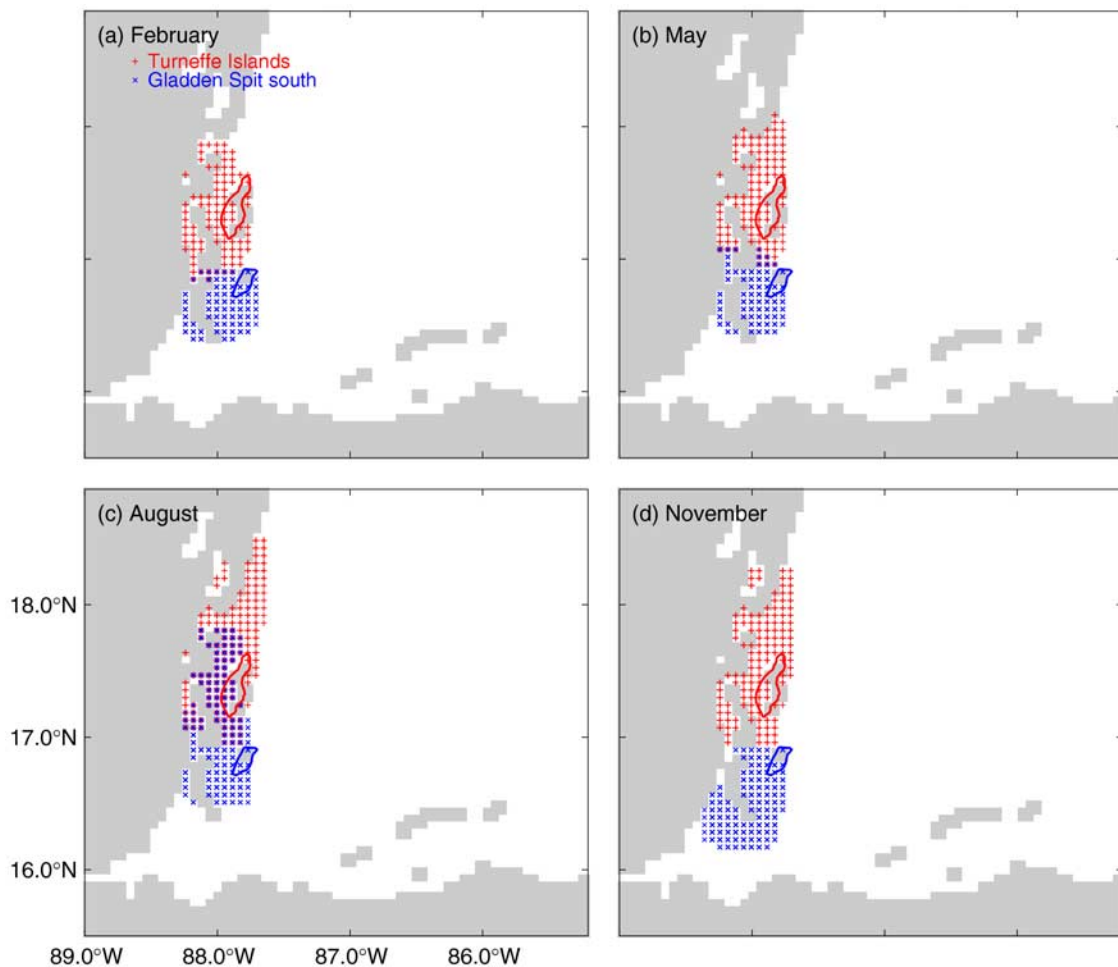 (a) February
+ Turneffe Islands
× Gladden Spit south
(b) May
(c) August
(d) November
18.0°N
17.0°N
16.0°N
89.0°W 88.0°W 87.0°W 86.0°W